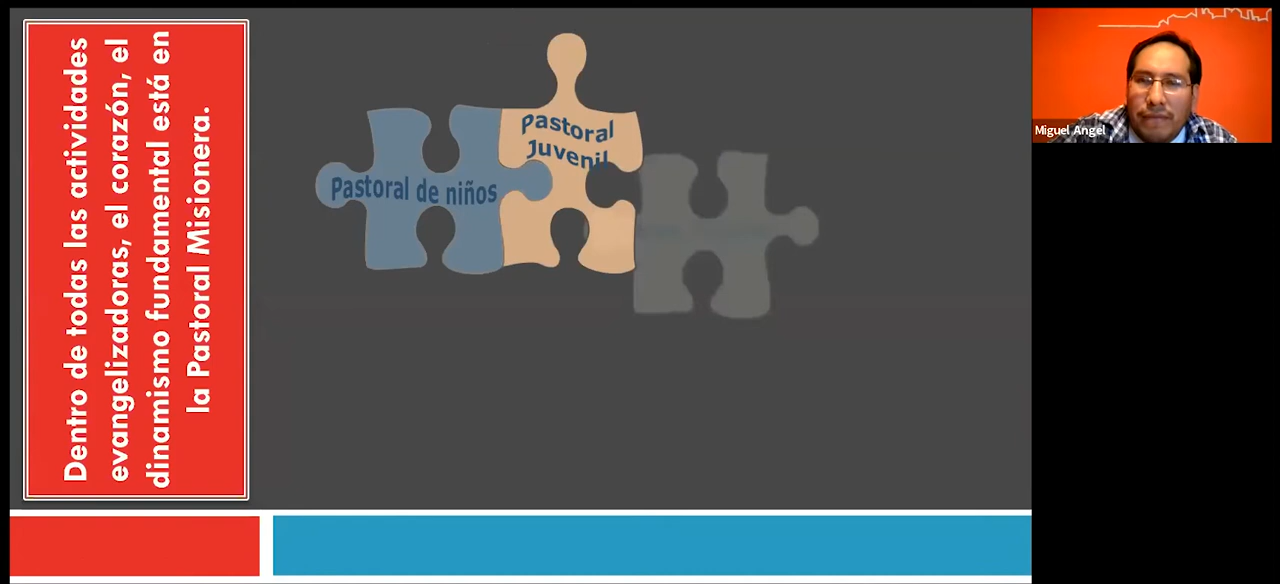 Dentro de todas las actividades
evangelizadoras, el corazón, el
dinamismo fundamental está en
la Pastoral Misionera.
Pastoral de niños
Pastoral
Juvenil
Miguel Angel